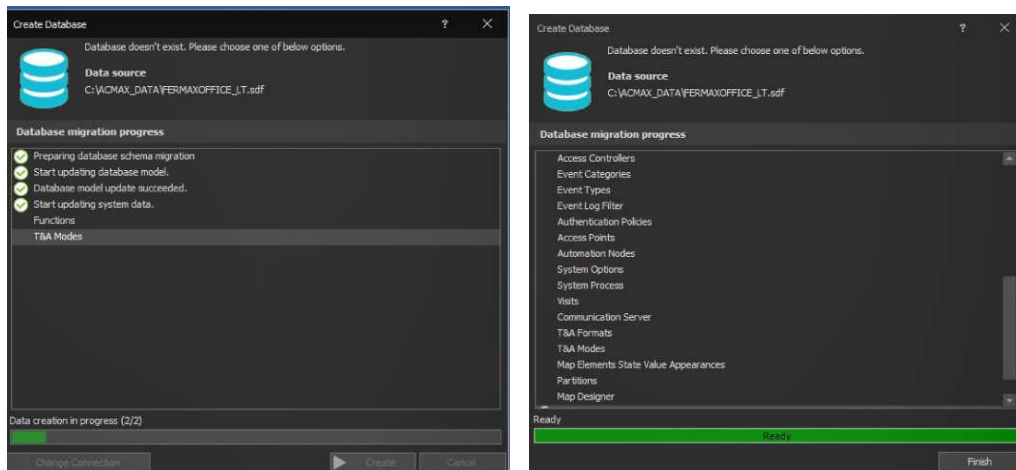 Create Database
?
Database doesn't exist. Please choose one of below options.
Data source
C:\ACMAX_DATA\FERMAXOFFICE_LT.sdf
Database migration progress
Preparing database schema migration
Start updating database model.
Database model update succeeded.
Start updating system data.
Functions
T&A Modes
Data creation in progress (2/2)
Change Connection
Create
Cancel
Create Database
?
Database doesn't exist. Please choose one of below options.
Data source
C:\ACMAX_DATA\FERMAXOFFICE_LT.sdf
Database migration progress
Access Controllers
Event Categories
Event Types
Event Log Filter
Authentication Policies
Access Points
Automation Nodes
System Options
System Process
Visits
Communication Server
T&A Formats
T&A Modes
Map Elements State Value Appearances
Partitions
Map Designer
Ready
Ready
Finish